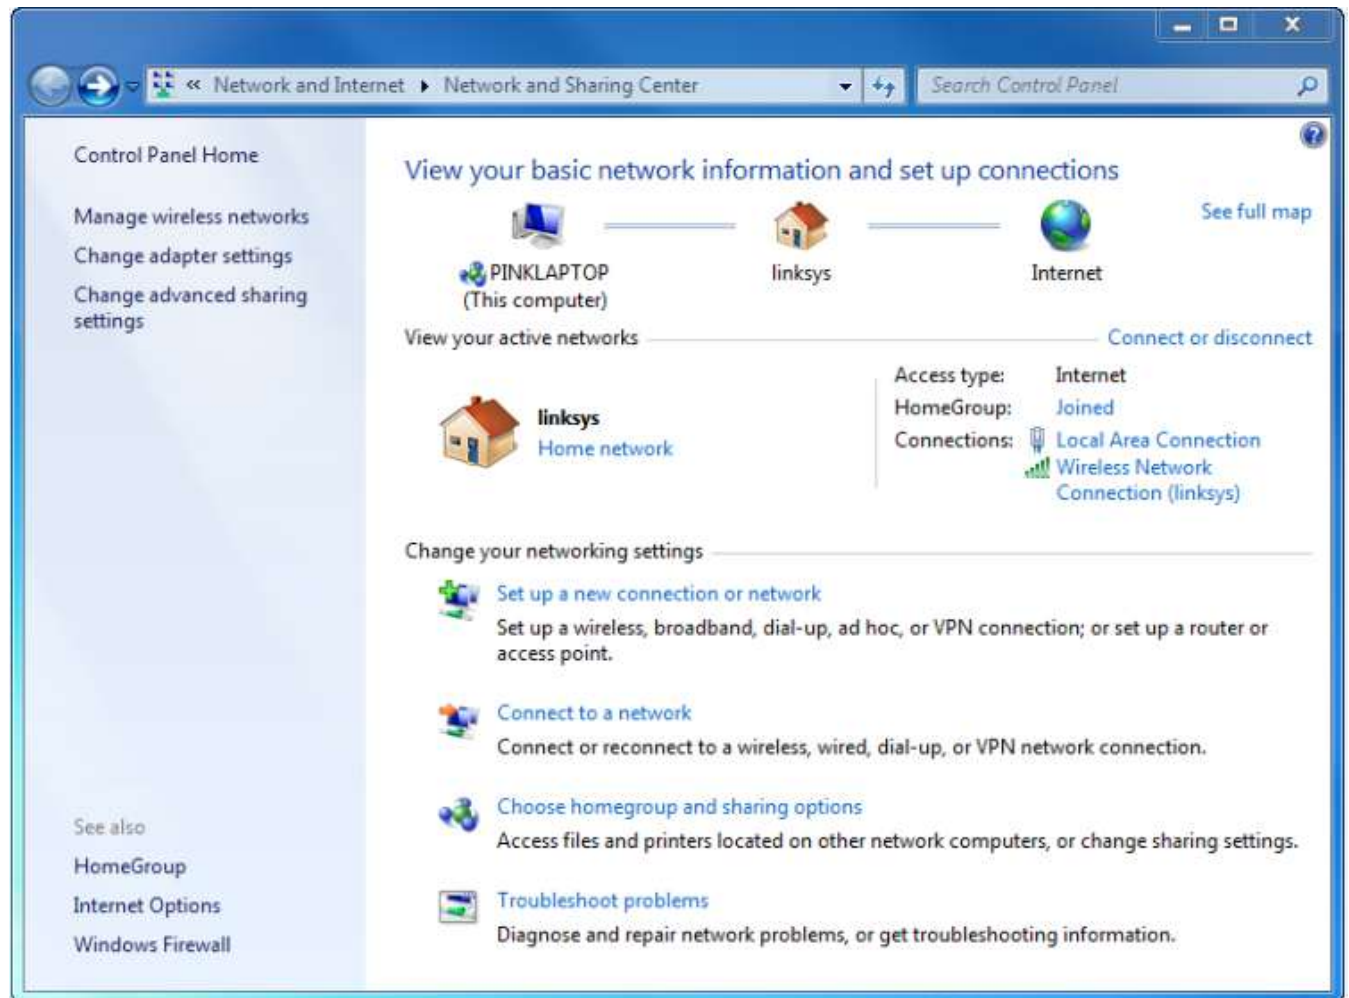 « Network and Internet ▸ Network and Sharing Center
Search Control Panel
Control Panel Home
Manage wireless networks
Change adapter settings
Change advanced sharing
settings
See also
HomeGroup
Internet Options
Windows Firewall
View your basic network information and set up connections
See full map
PINKLAPTOP
(This computer)
linksys
Internet
View your active networks
Connect or disconnect
linksys
Home network
Access type: Internet
HomeGroup: Joined
Connections: Local Area Connection
Wireless Network
Connection (linksys)
Change your networking settings
Set up a new connection or network
Set up a wireless, broadband, dial-up, ad hoc, or VPN connection; or set up a router or
access point.
Connect to a network
Connect or reconnect to a wireless, wired, dial-up, or VPN network connection.
Choose homegroup and sharing options
Access files and printers located on other network computers, or change sharing settings.
Troubleshoot problems
Diagnose and repair network problems, or get troubleshooting information.